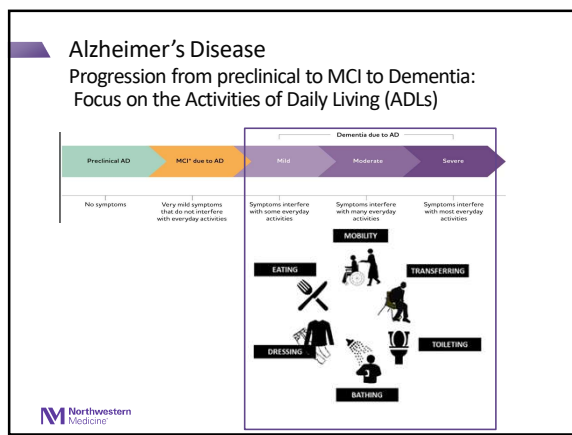 Alzheimer's Disease
Progression from preclinical to MCI to Dementia:
Focus on the Activities of Daily Living (ADLs)
Dementia due to AD
Preclinical AD
MCI* due to AD
Mild
Moderate
Severe
No symptoms
Very mild symptoms
that do not interfere
with everyday activities
Symptoms interfere
with some everyday
activities
Symptoms interfere
with many everyday
activities
Symptoms interfere
with most everyday
activities
MOBILITY
EATING
TRANSFERRING
DRESSING
TOILETING
BATHING
Northwestern
Medicine